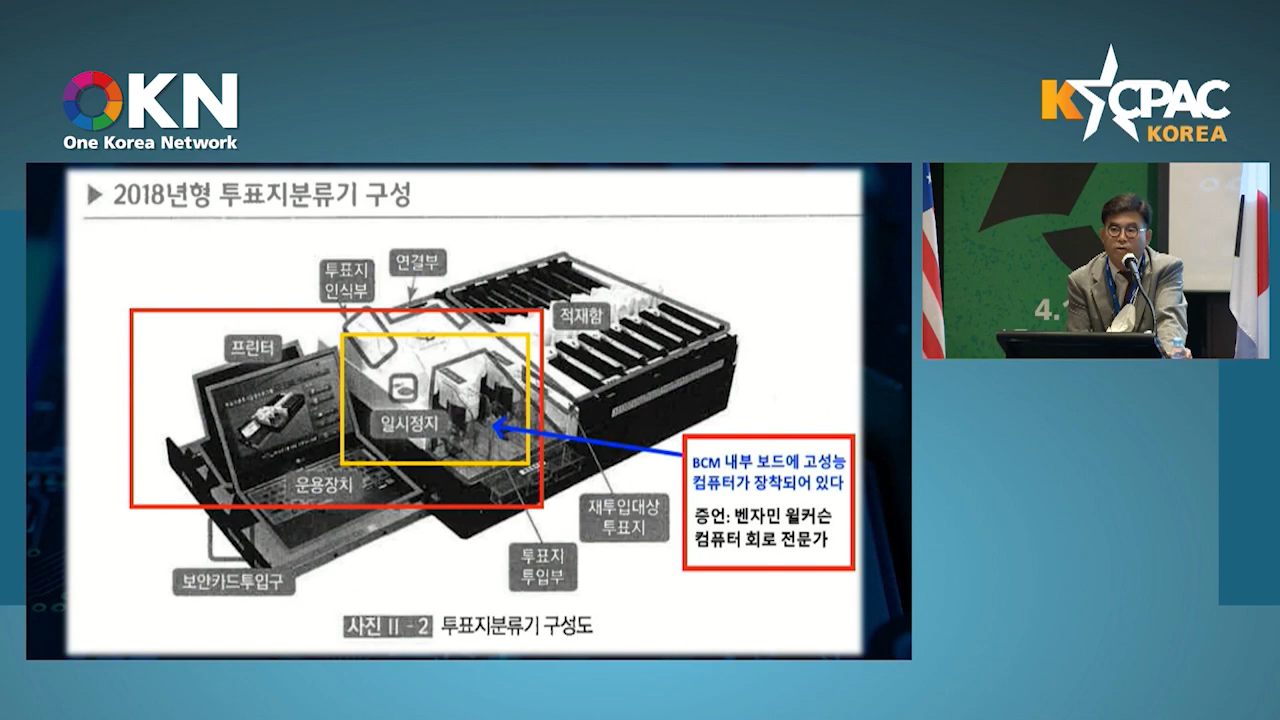 OKN
One Korea Network
K CPAC
KOREA
▶ 2018년형 투표지분류기 구성
투표지
인식부
연결부
적재함
프린터
일시정지
운용장치
재투입대상
투표지
투표지
투입부
보안카드투입구
BCM 내부 보드에 고성능
컴퓨터가 장착되어 있다
증언: 벤자민 윌커슨
컴퓨터 회로 전문가
사진 II - 2 투표지분류기 구성도
4.